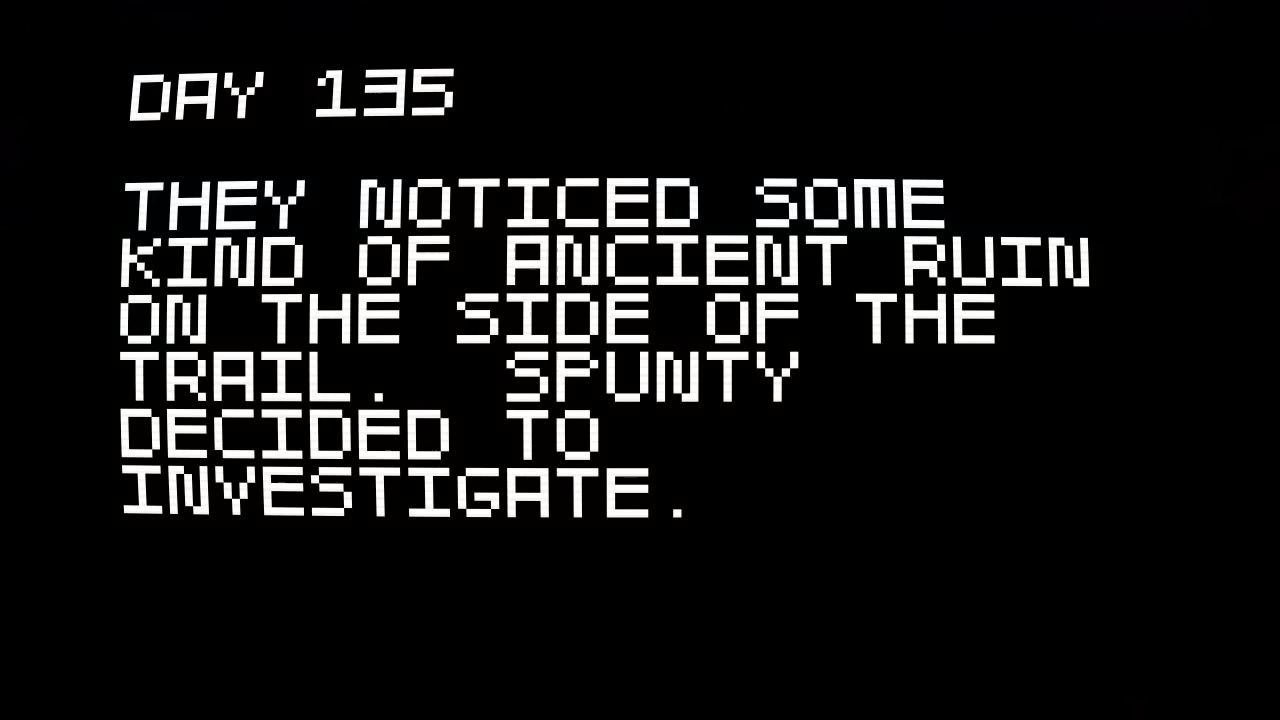 DAY 135
THEY NOTICED SOME
KIND OF ANCIENT RUIN
ON THE SIDE OF THE
TRAIL. SPUNTY
DECIDED TO
INVESTIGATE.